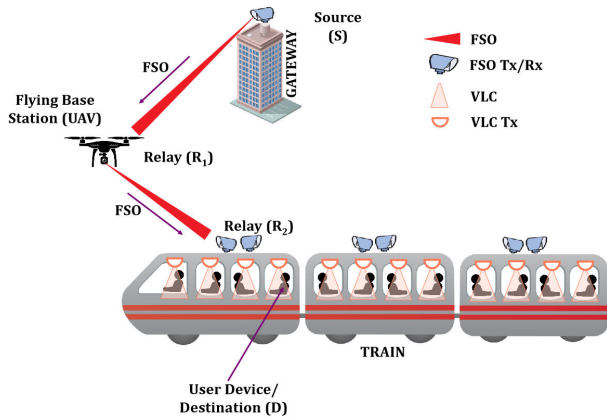 Source
(S)
FSO
GATEWAY
Flying Base
Station (UAV)
Relay (R₁)
FSO
Relay (R₂)
FSO
FSO Tx/Rx
VLC
VLC Tx
TRAIN
User Device/
Destination (D)